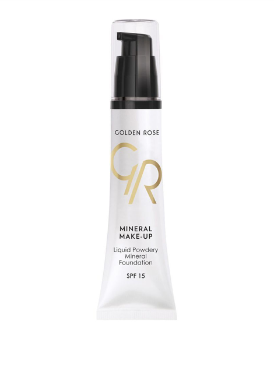 GOLDEN ROSE
GR
MINERAL
MAKE-UP
Liquid Powdery
Mineral
Foundation
SPF 15